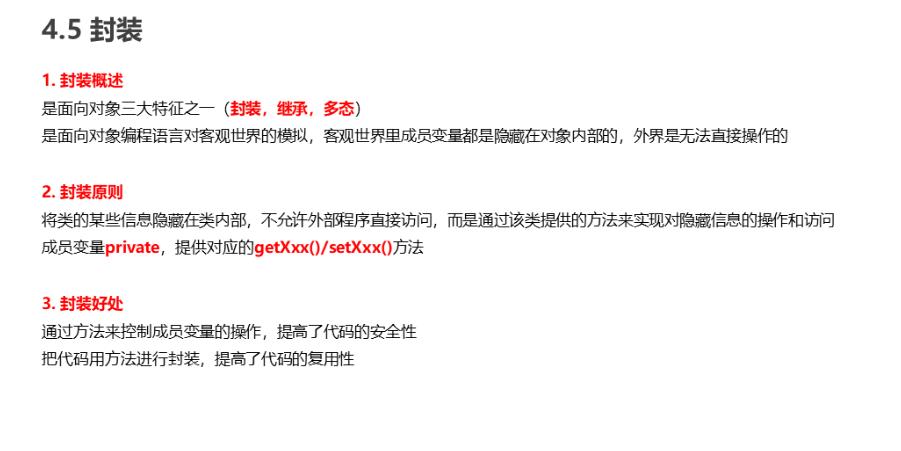 4.5 封装
1. 封装概述
是面向对象三大特征之一（封装，继承，多态）
是面向对象编程语言对客观世界的模拟，客观世界里成员变量都是隐藏在对象内部的，外界是无法直接操作的
2. 封装原则
将类的某些信息隐藏在类内部，不允许外部程序直接访问，而是通过该类提供的方法来实现对隐藏信息的操作和访问
成员变量private，提供对应的getXxx()/setXxx()方法
3. 封装好处
通过方法来控制成员变量的操作，提高了代码的安全性
把代码用方法进行封装，提高了代码的复用性